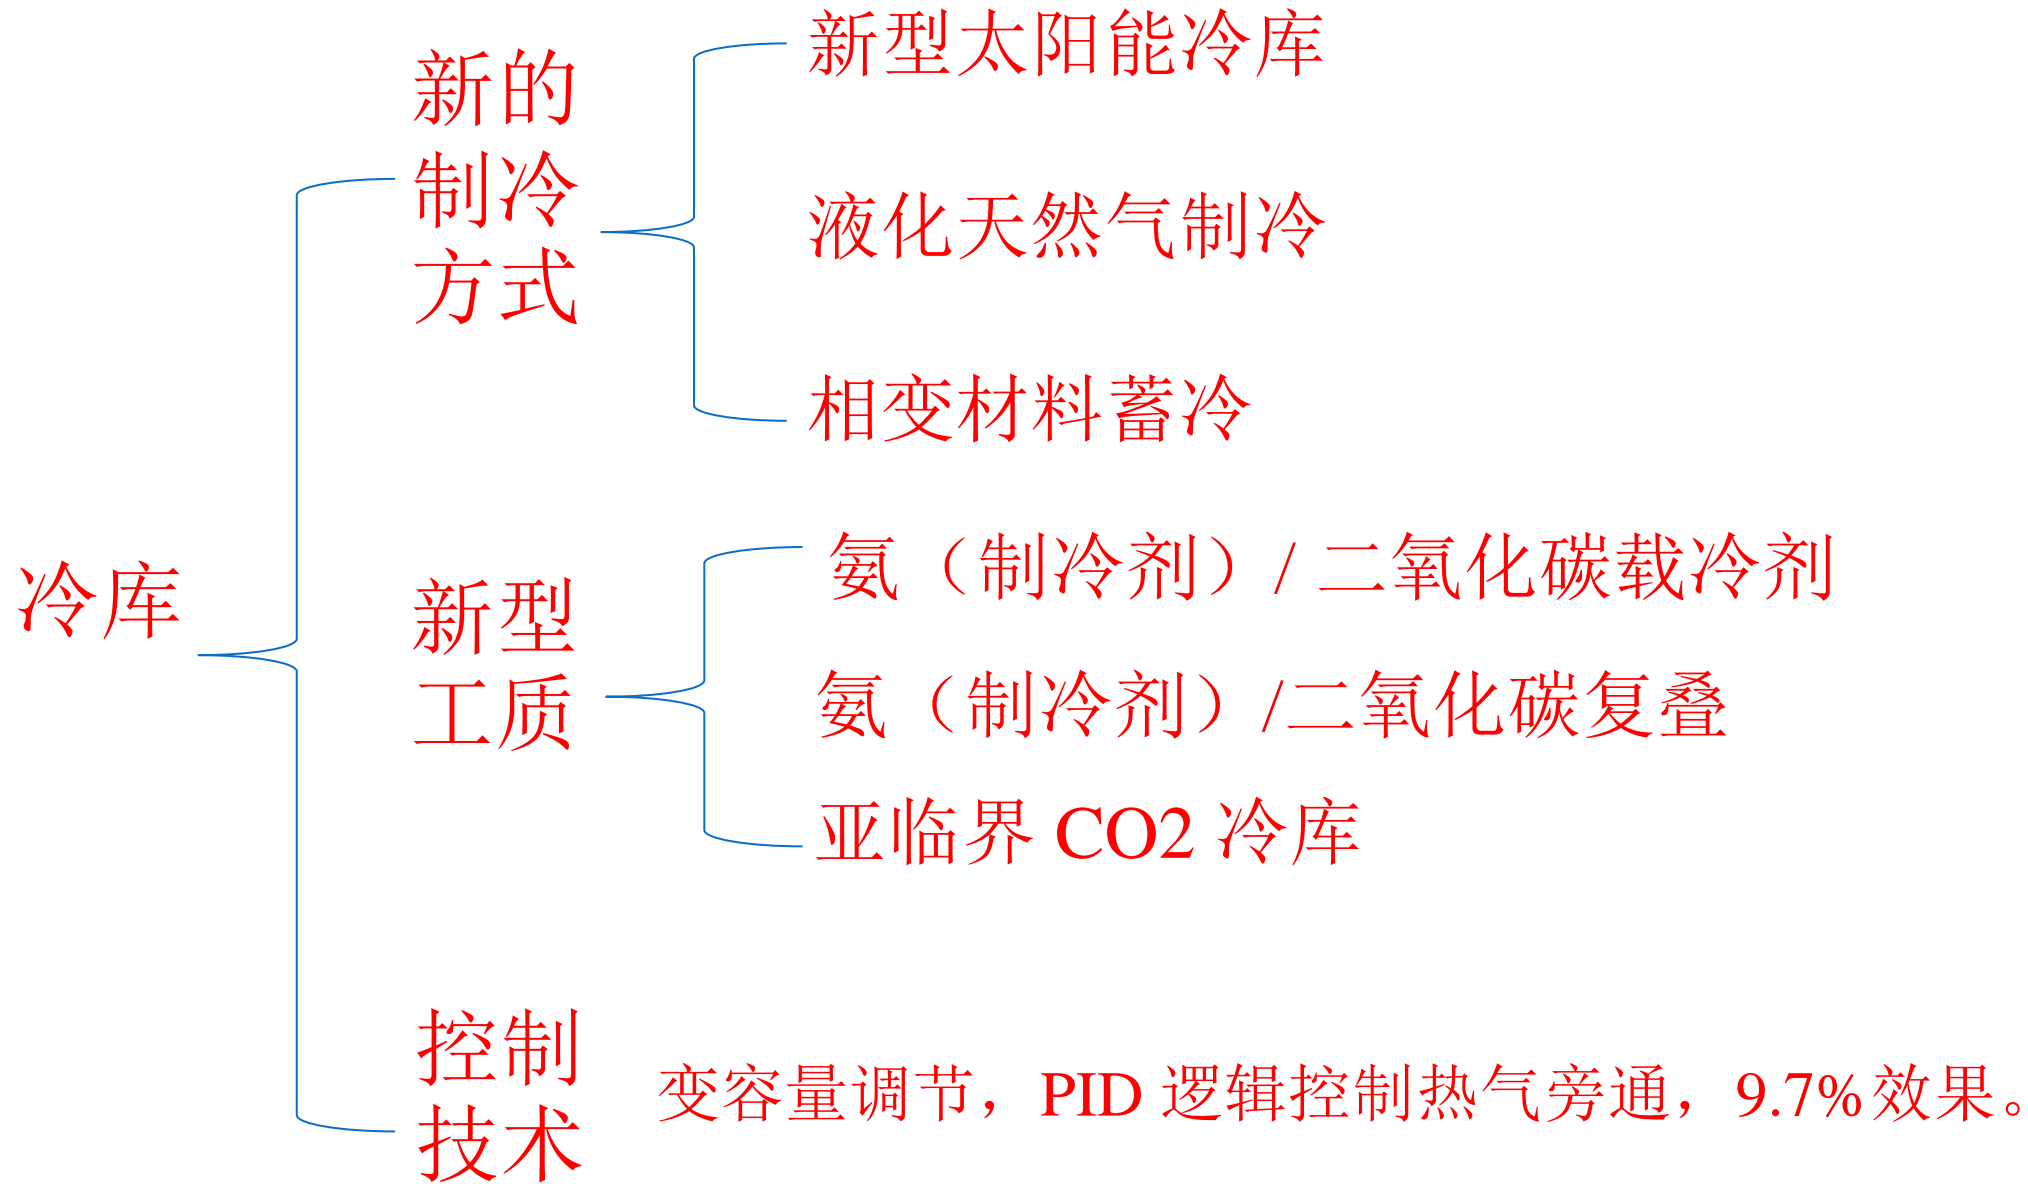 冷库
新的
制冷
方式
新型太阳能冷库
液化天然气制冷
相变材料蓄冷
新型
工质
氨（制冷剂）/ 二氧化碳载冷剂
氨（制冷剂）/二氧化碳复叠
亚临界 CO2 冷库
控制
技术
变容量调节，PID 逻辑控制热气旁通，9.7%效果。